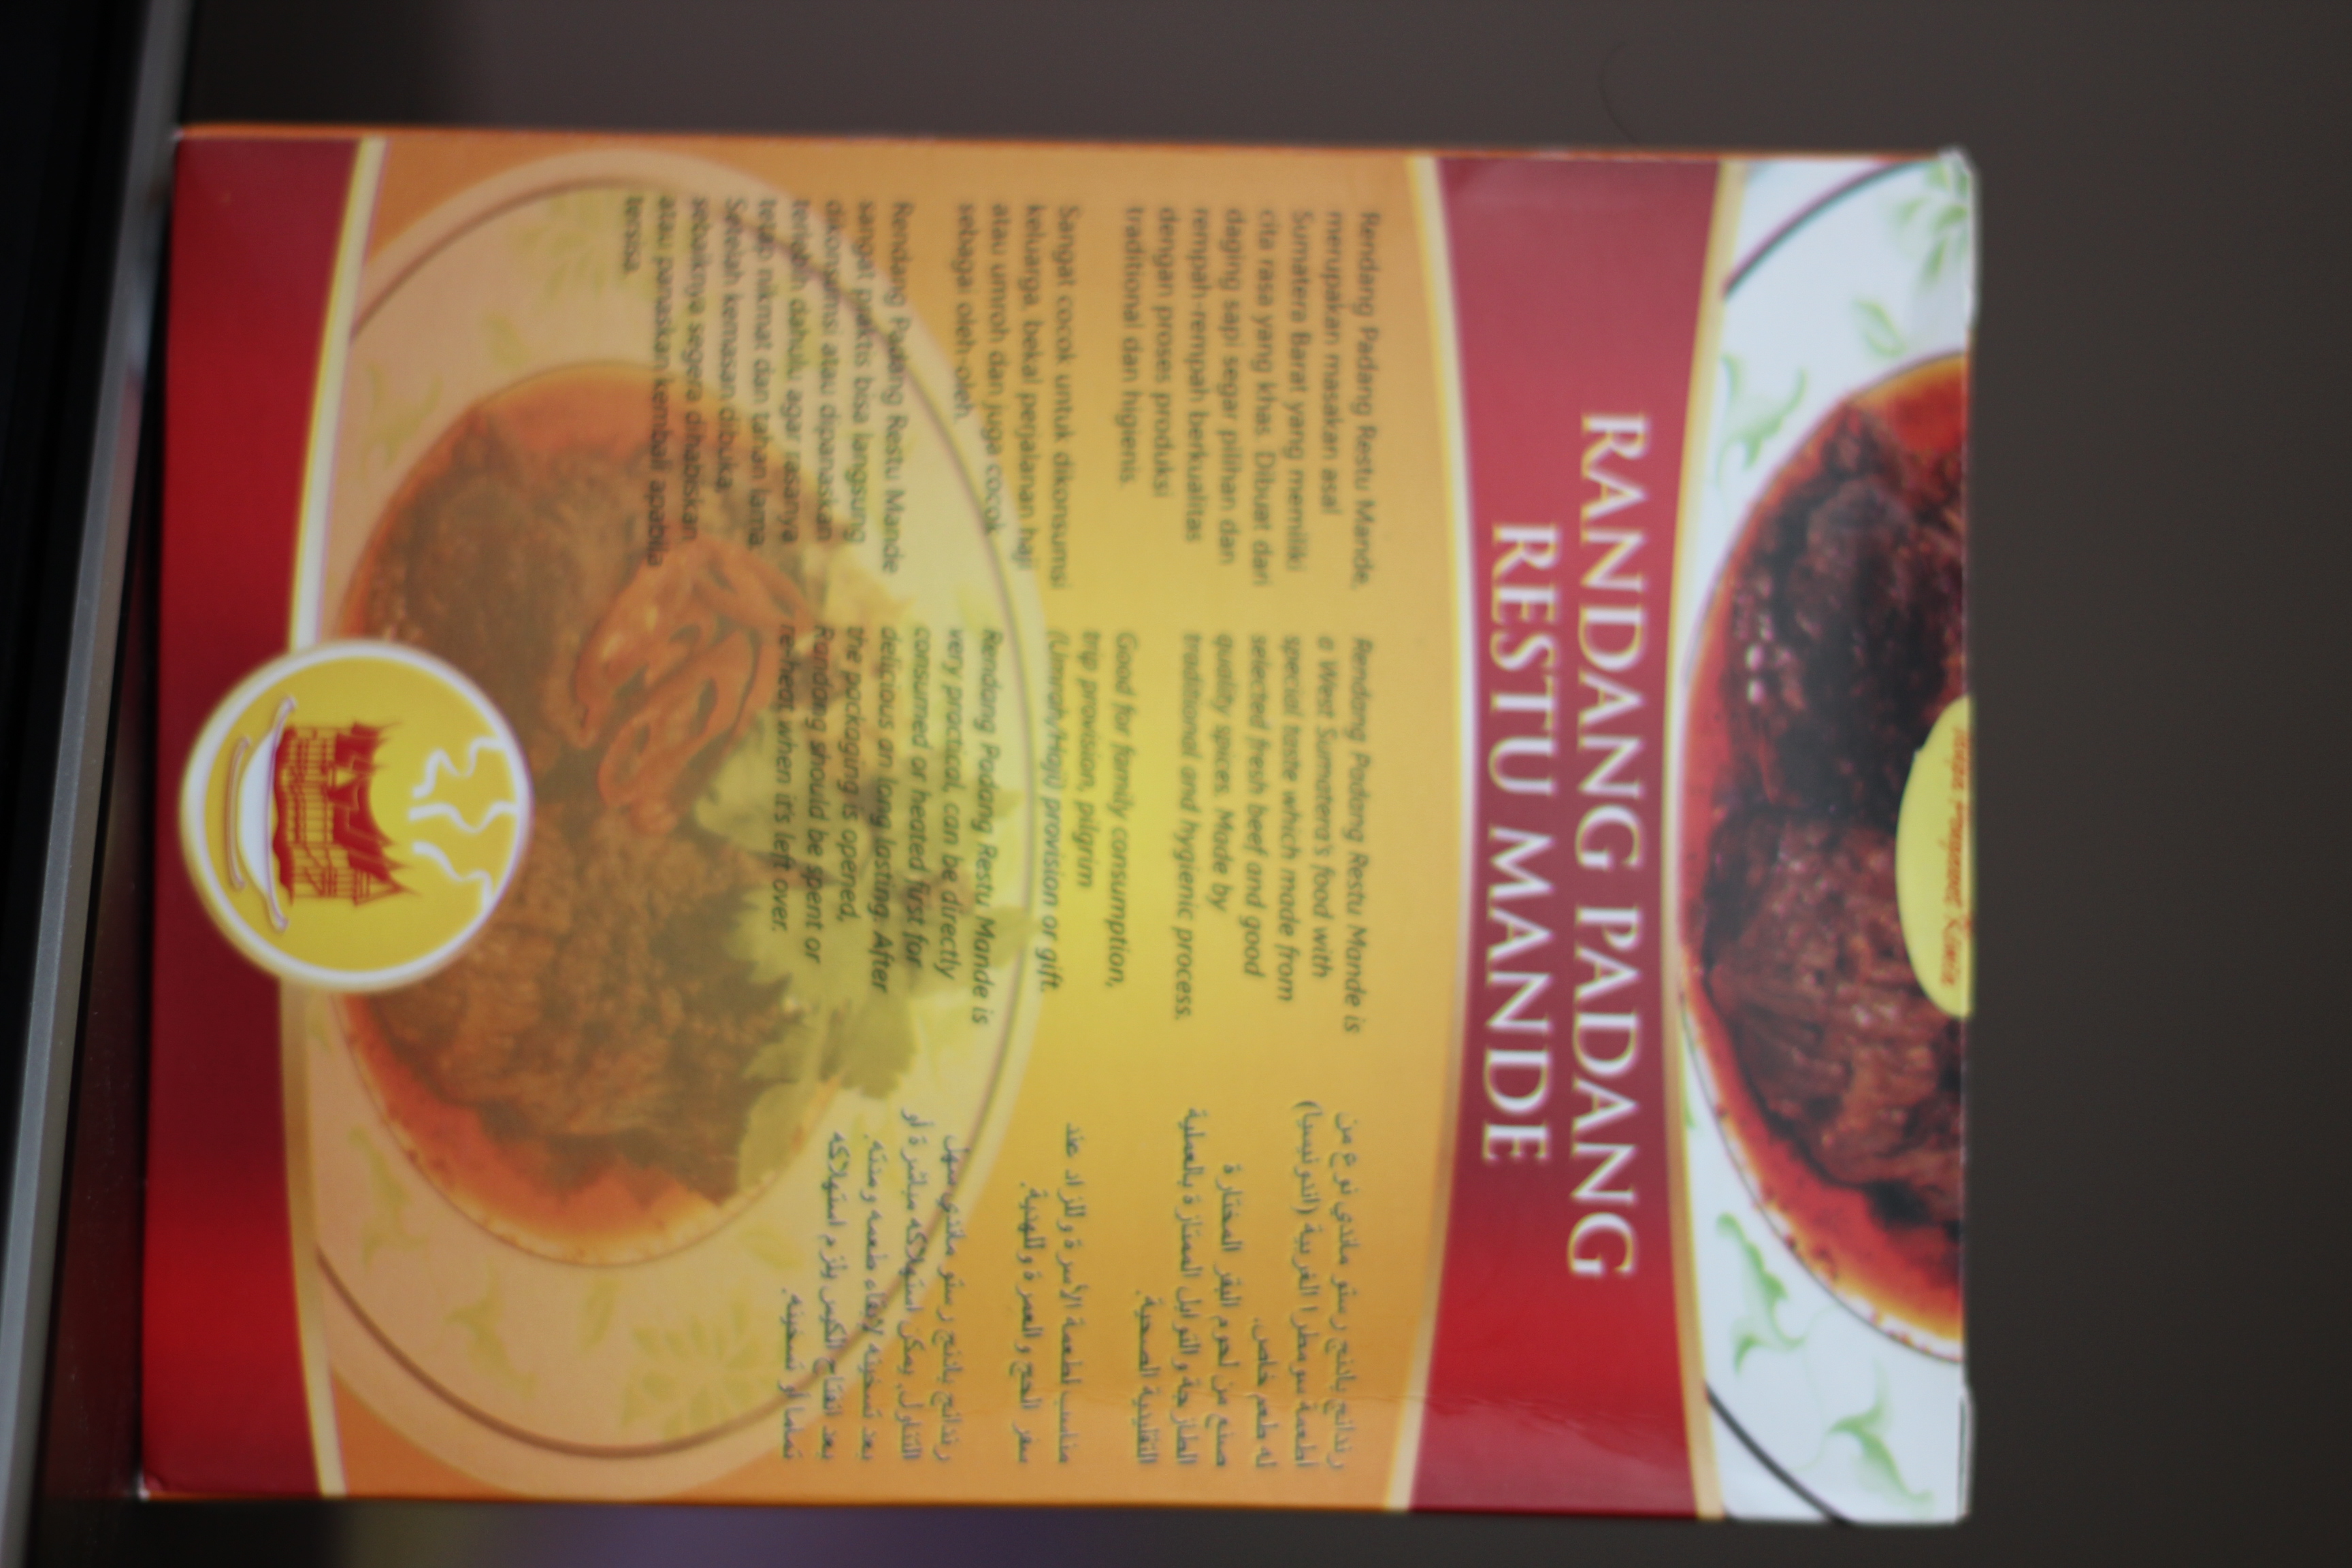 Tanpa Pengawet Kimia
RANDANG PADANG
RESTU MANDE
Rendang Padang Restu Mande,
merupakan masakan asal
Sumatera Barat yang memiliki
cita rasa yang khas. Dibuat dari
daging sapi segar pilihan dan
rempah-rempah berkualitas
dengan proses produksi
traditional dan higienis.
Sangat cocok untuk dikonsumsi
keluarga, bekal perjalanan haji
atau umroh dan juga cocok
sebagai oleh-oleh.
Rendang Padang Restu Mande
sangat praktis bisa langsung
dikonsumsi atau dipanaskan
terlebih dahulu agar rasanya
tetap nikmat dan tahan lama.
Setelah kemasan dibuka,
sebaiknya segera dihabiskan
atau panaskan kembali apabila
tersisa.
Rendang Padang Restu Mande is
a West Sumatera's food with
special taste which made from
selected fresh beef and good
quality spices. Made by
traditional and hygienic process.
Good for family consumption,
trip provision, pilgrim
(Umrah/Haji) provision or gift.
Rendang Padang Restu Mande is
very practical, can be directly
consumed or heated first for
delicious an long lasting. After
the packaging is opened,
Randang should be spent or
re-heat when it's left over.
رندانج بادنج رستو ماندي نوع من
أطعمة سومطرا الغربية (اندونيسيا)
له طعم خاص.
صنع من لحوم البقر المختارة
الطازجة والتوابل الممتازة بالعملية
التقليدية الصحية.
مناسب لطعمة الأسرة وللزاد عند
سفر الحج والعمرة وللهدية.
رندانج بادنج رستو ماندي سهل
التناول. يمكن استهلاكه مباشرة أو
بعد تسخينه لإبقاء طعمه ومدته.
بعد انفتاح الكيس يلزم استهلاكه
تماما أو تسخينه.